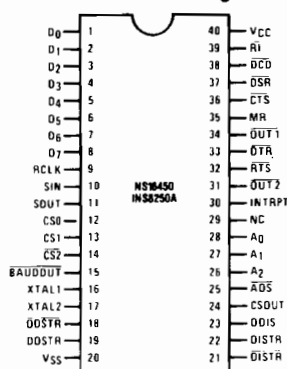 D0 1 40 VCC
D1 2 39 RI
D2 3 38 DCD
D3 4 37 DSR
D4 5 36 CTS
D5 6 35 MR
D6 7 34 OUT1
D7 8 33 DTR
RCLK 9 32 RTS
SIN 10 NS16450 31 OUT2
SOUT 11 INS8250A 30 INTRPT
CS0 12 29 NC
CS1 13 28 A0
CS2 14 27 A1
BAUDOUT 15 26 A2
XTAL1 16 25 ADS
XTAL2 17 24 CSOUT
DOSTR 18 23 DDIS
DOSTR 19 22 DISTR
VSS 20 21 DISTR